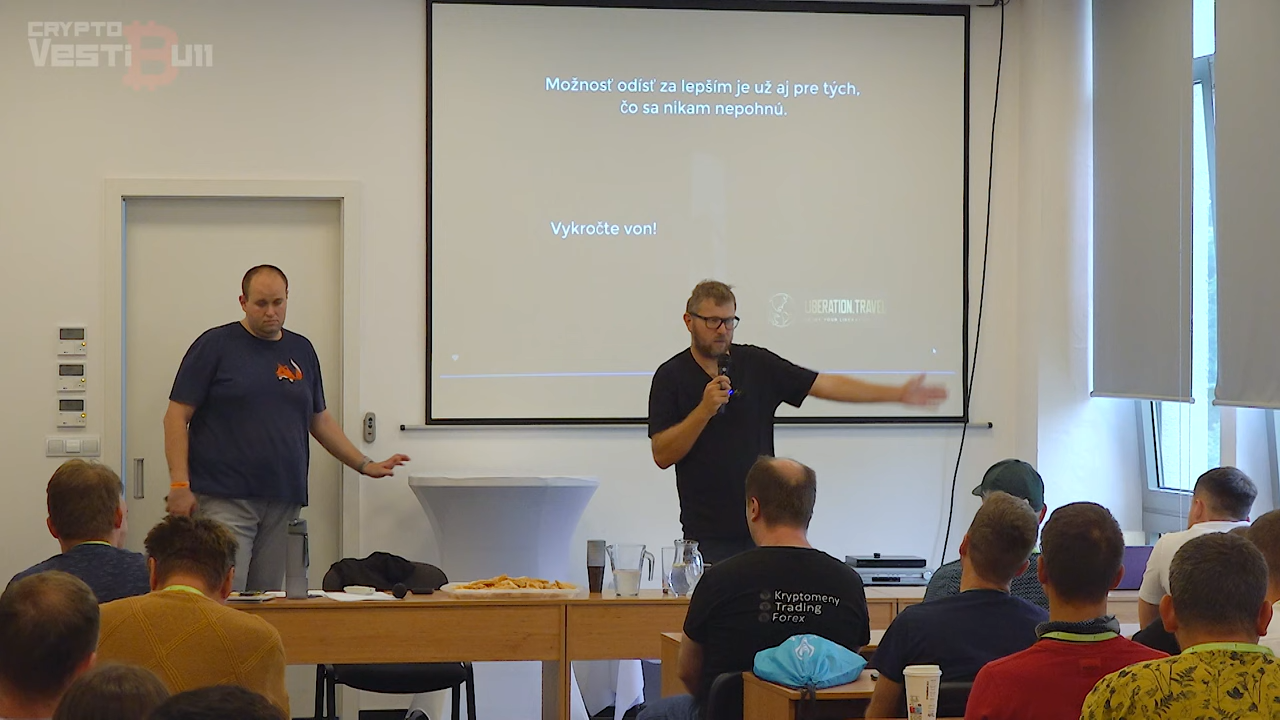 CRYPTO
VestiBull
Možnosť odísť za lepším je už aj pre tých,
čo sa nikam nepohnú.
Vykročte von!
LIBERATION.TRAVEL
Kryptomeny
Trading
Forex